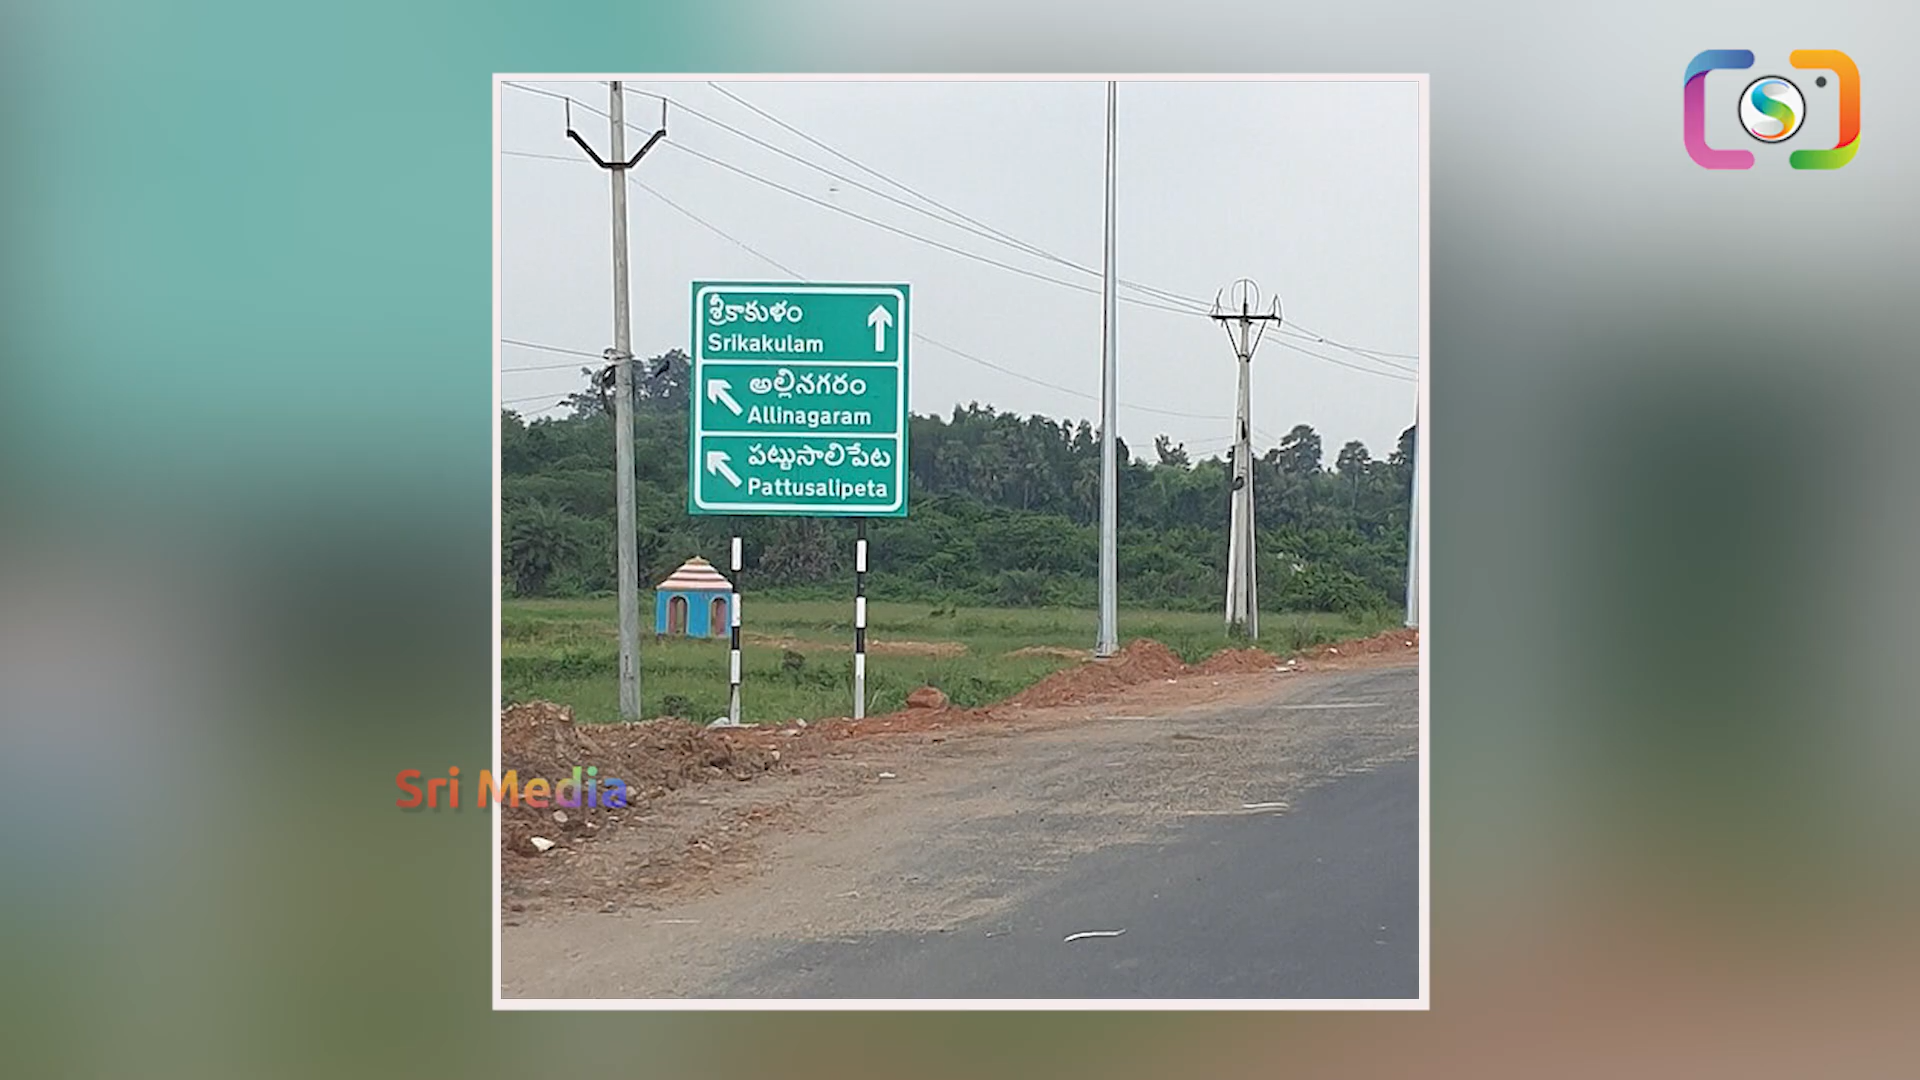 శ్రీకాకుళం
Srikakulam
అల్లినగరం
Allinagaram
పట్టుసాలిపేట
Pattusalipeta
Sri Media
S